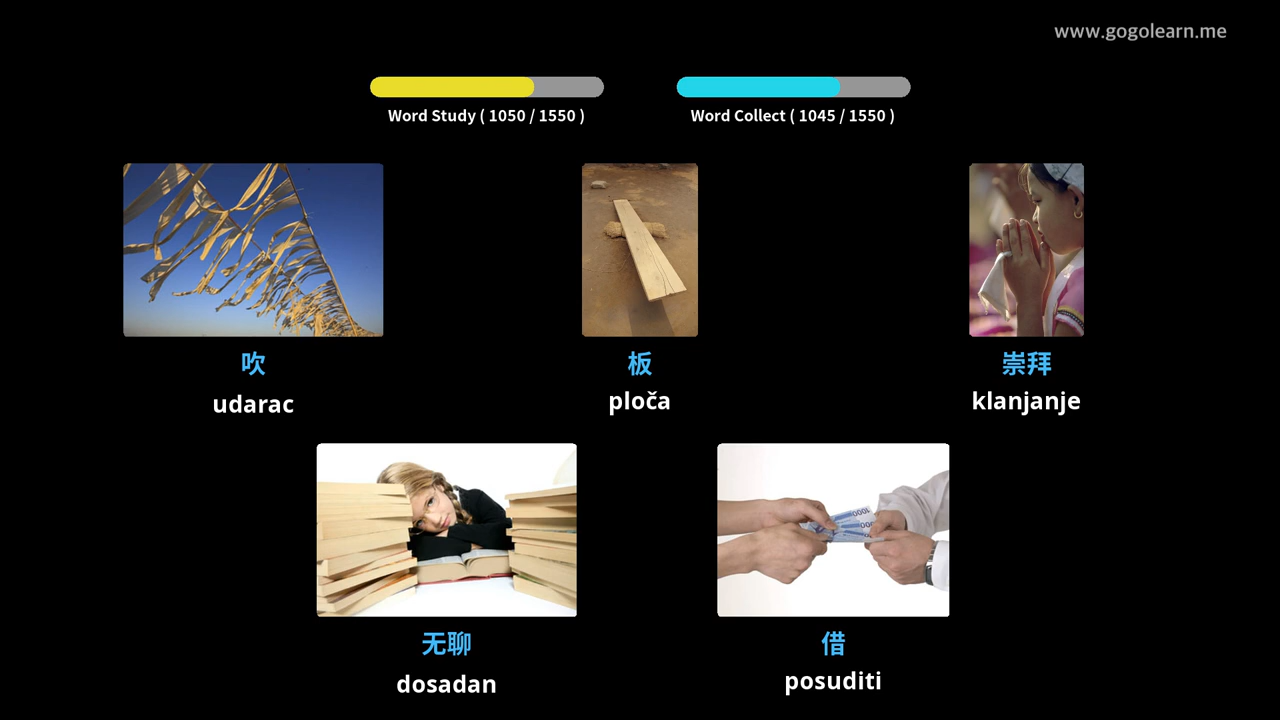 www.gogolearn.me
Word Study ( 1050 / 1550 )
Word Collect ( 1045 / 1550 )
吹
udarac
板
ploča
崇拜
klanjanje
无聊
dosadan
借
posuditi